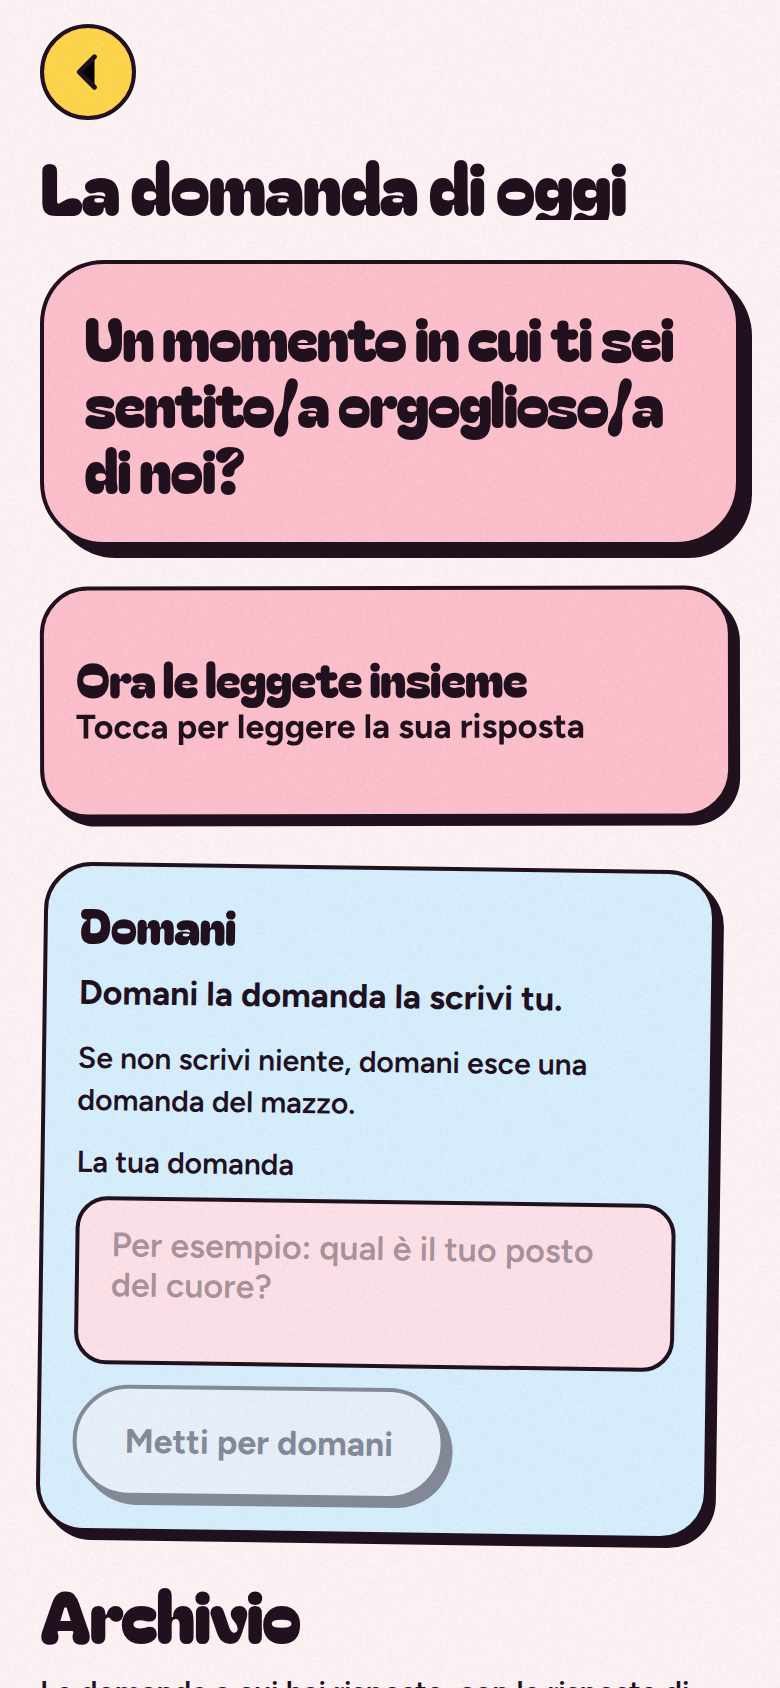 La domanda di oggi
Un momento in cui ti sei
sentito/a orgoglioso/a
di noi?
Ora le leggete insieme
Tocca per leggere la sua risposta
Domani
Domani la domanda la scrivi tu.
Se non scrivi niente, domani esce una
domanda del mazzo.
La tua domanda
Per esempio: qual è il tuo posto
del cuore?
Metti per domani
Archivio